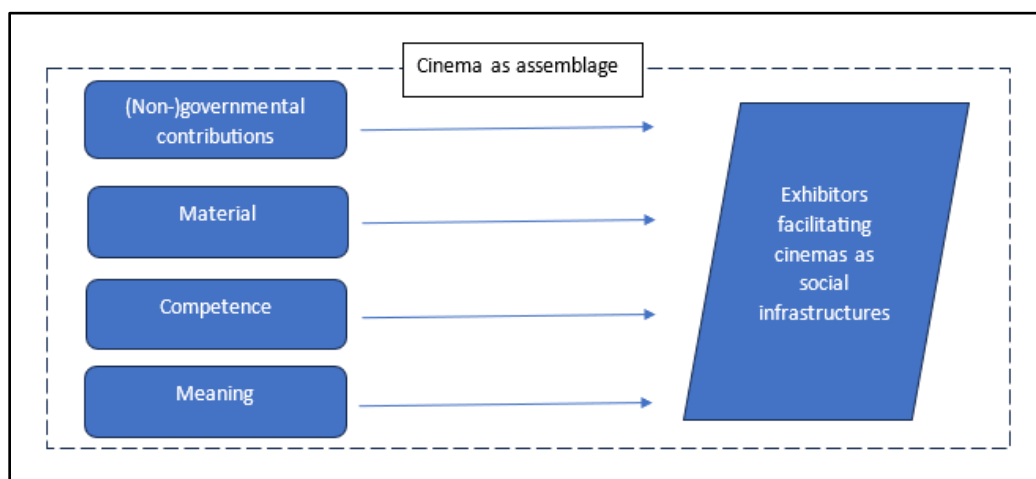 Cinema as assemblage
(Non-)governmental
contributions
Material
Competence
Meaning
Exhibitors
facilitating
cinemas as
social
infrastructures